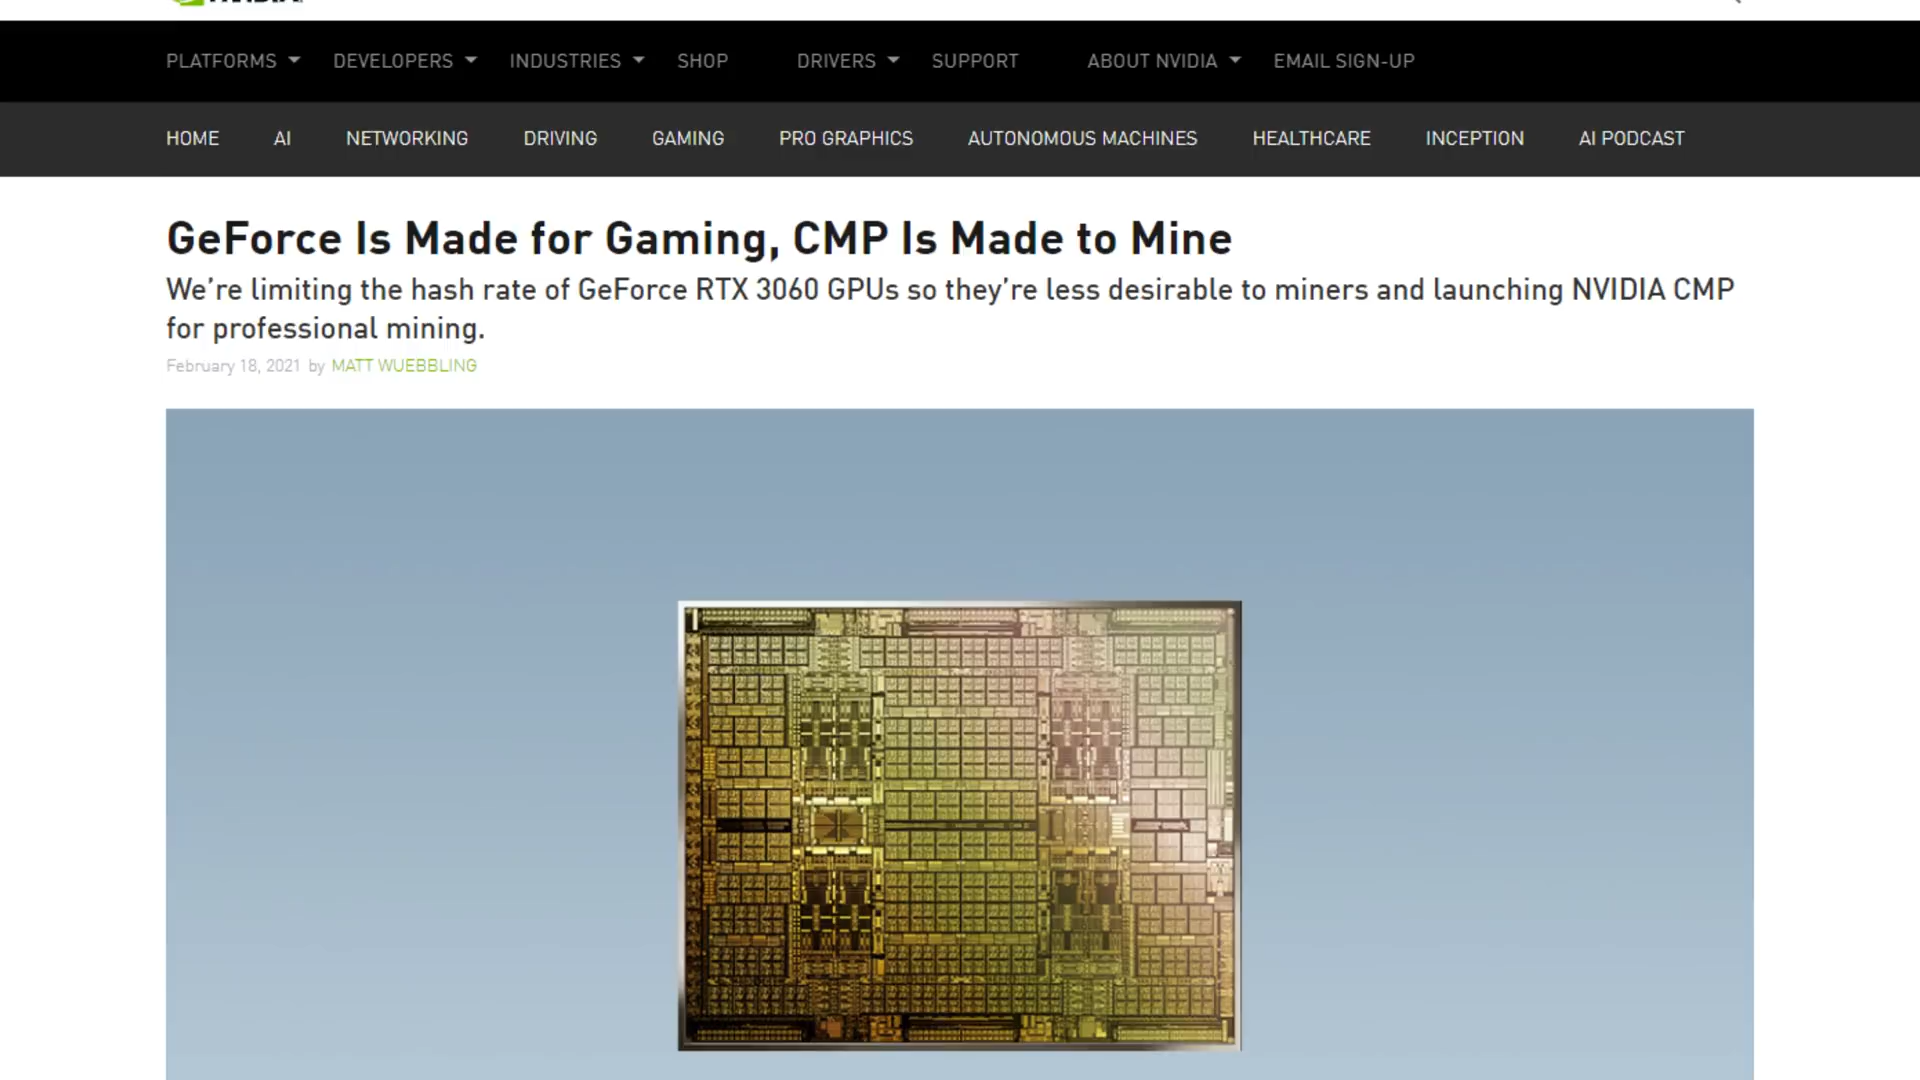 NVIDIA
PLATFORMS DEVELOPERS INDUSTRIES SHOP DRIVERS SUPPORT ABOUT NVIDIA EMAIL SIGN-UP
HOME AI NETWORKING DRIVING GAMING PRO GRAPHICS AUTONOMOUS MACHINES HEALTHCARE INCEPTION AI PODCAST
GeForce Is Made for Gaming, CMP Is Made to Mine
We’re limiting the hash rate of GeForce RTX 3060 GPUs so they’re less desirable to miners and launching NVIDIA CMP
for professional mining.
February 18, 2021 by MATT WUEBBLING